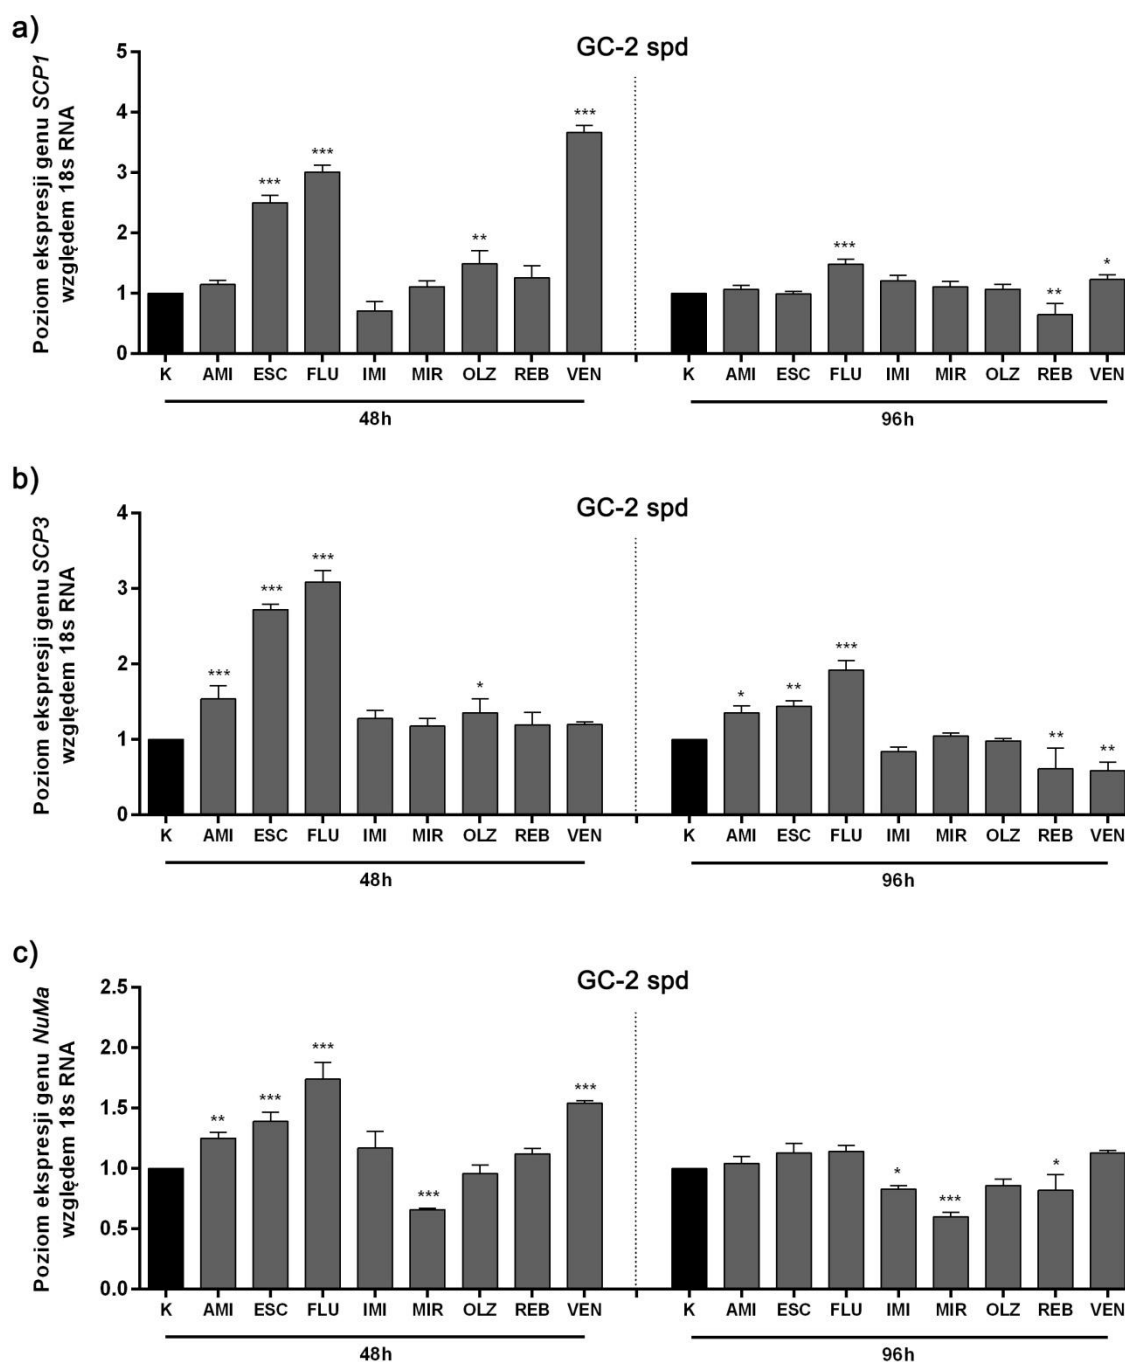 a)
GC-2 spd
Poziom ekspresji genu SCP1
względem 18s RNA
5
4
3
2
1
0
*** *** ** *** *** ** *
K AMI ESC FLU IMI MIR OLZ REB VEN K AMI ESC FLU IMI MIR OLZ REB VEN
48h 96h
b)
GC-2 spd
Poziom ekspresji genu SCP3
względem 18s RNA
4
3
2
1
0
*** *** *** * * ** *** ** **
K AMI ESC FLU IMI MIR OLZ REB VEN K AMI ESC FLU IMI MIR OLZ REB VEN
48h 96h
c)
GC-2 spd
Poziom ekspresji genu NuMa
względem 18s RNA
2.5
2.0
1.5
1.0
0.5
0.0
** *** *** *** *** * *** *
K AMI ESC FLU IMI MIR OLZ REB VEN K AMI ESC FLU IMI MIR OLZ REB VEN
48h 96h